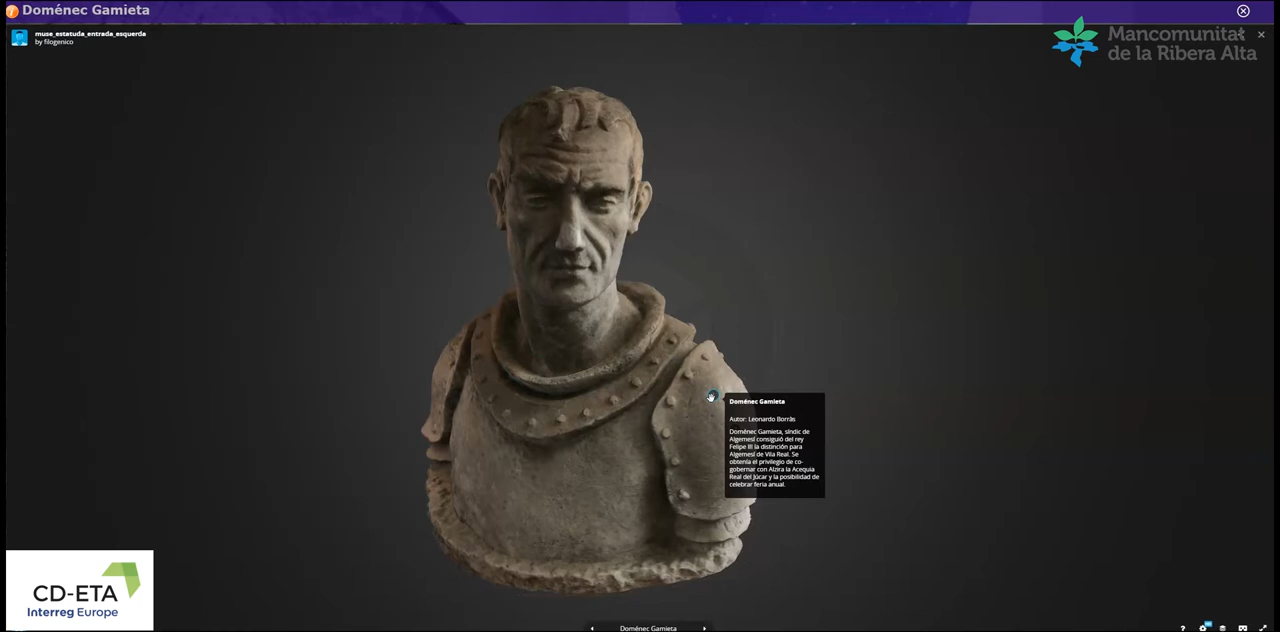 Doménec Gamieta
muse_estatuda_entrada_esquerda
by filogenico
Mancomunitat
de la Ribera Alta
Doménec Gamieta
Autor: Leonardo Borràs
Doménec Gamieta, síndic de
Algemesí consiguió del rey
Felipe III la distinción para
Algemesí de Vila Real. Se
obtenía el privilegio de co-
gobernar con Alzira la Acequia
Real del Júcar y la posibilidad de
celebrar feria anual.
CD-ETA
Interreg Europe
Doménec Gamieta
?